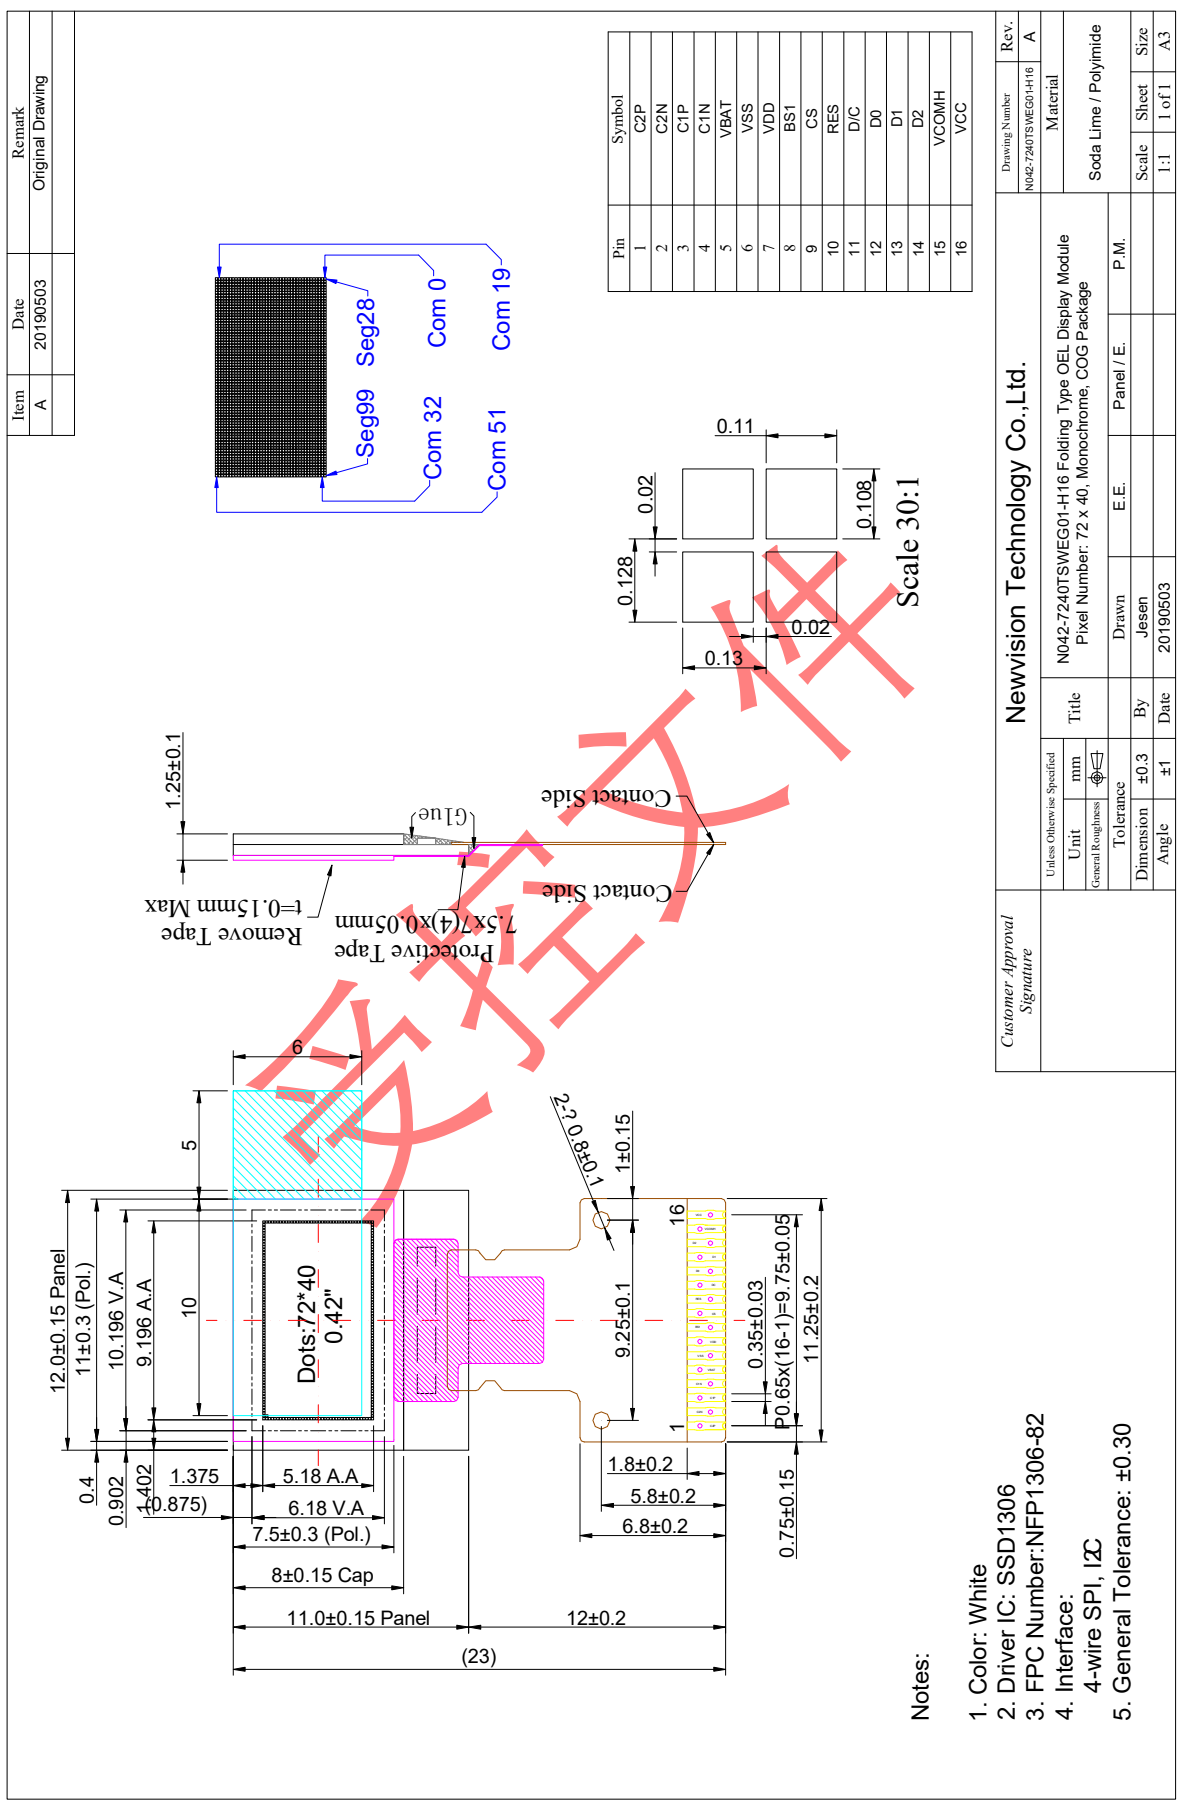 Item Date Remark
A 20190503 Original Drawing
12.0±0.15 Panel
11±0.3 (Pol.)
10.196 V.A
9.196 A.A
10
5
6
0.4
0.902
1.402
1.375
(0.875)
5.18 A.A
6.18 V.A
7.5±0.3 (Pol.)
8±0.15 Cap
11.0±0.15 Panel
12±0.2
(23)
Dots:72*40
0.42"
2-? 0.8±0.1
1±0.15
9.25±0.1
1
16
0.35±0.03
P0.65x(16-1)=9.75±0.05
11.25±0.2
1.8±0.2
5.8±0.2
6.8±0.2
0.75±0.15
1.25±0.1
Remove Tape
t=0.15mm Max
Protective Tape
7.5x7(4)x0.05mm
Glue
Contact Side
Contact Side
Seg99 Seg28
Com 32 Com 0
Com 51 Com 19
0.128
0.02
0.11
0.13
0.02
0.108
Scale 30:1
Pin Symbol
1 C2P
2 C2N
3 C1P
4 C1N
5 VBAT
6 VSS
7 VDD
8 BS1
9 CS
10 RES
11 D/C
12 D0
13 D1
14 D2
15 VCOMH
16 VCC
受控文件
Notes:
1. Color: White
2. Driver IC: SSD1306
3. FPC Number:NFP1306-82
4. Interface:
4-wire SPI, I2C
5. General Tolerance: ±0.30
Customer Approval
Signature
Newvision Technology Co.,Ltd.
Drawing Number Rev.
N042-7240TSWEG01-H16 A
Unless Otherwise Specified
Unit mm
General Roughness
Tolerance
Dimension ±0.3
Angle ±1
Title
N042-7240TSWEG01-H16 Folding Type OEL Display Module
Pixel Number: 72 x 40, Monochrome, COG Package
Material
Soda Lime / Polyimide
Drawn E.E. Panel / E. P.M.
By Jesen
Date 20190503
Scale Sheet Size
1:1 1 of 1 A3